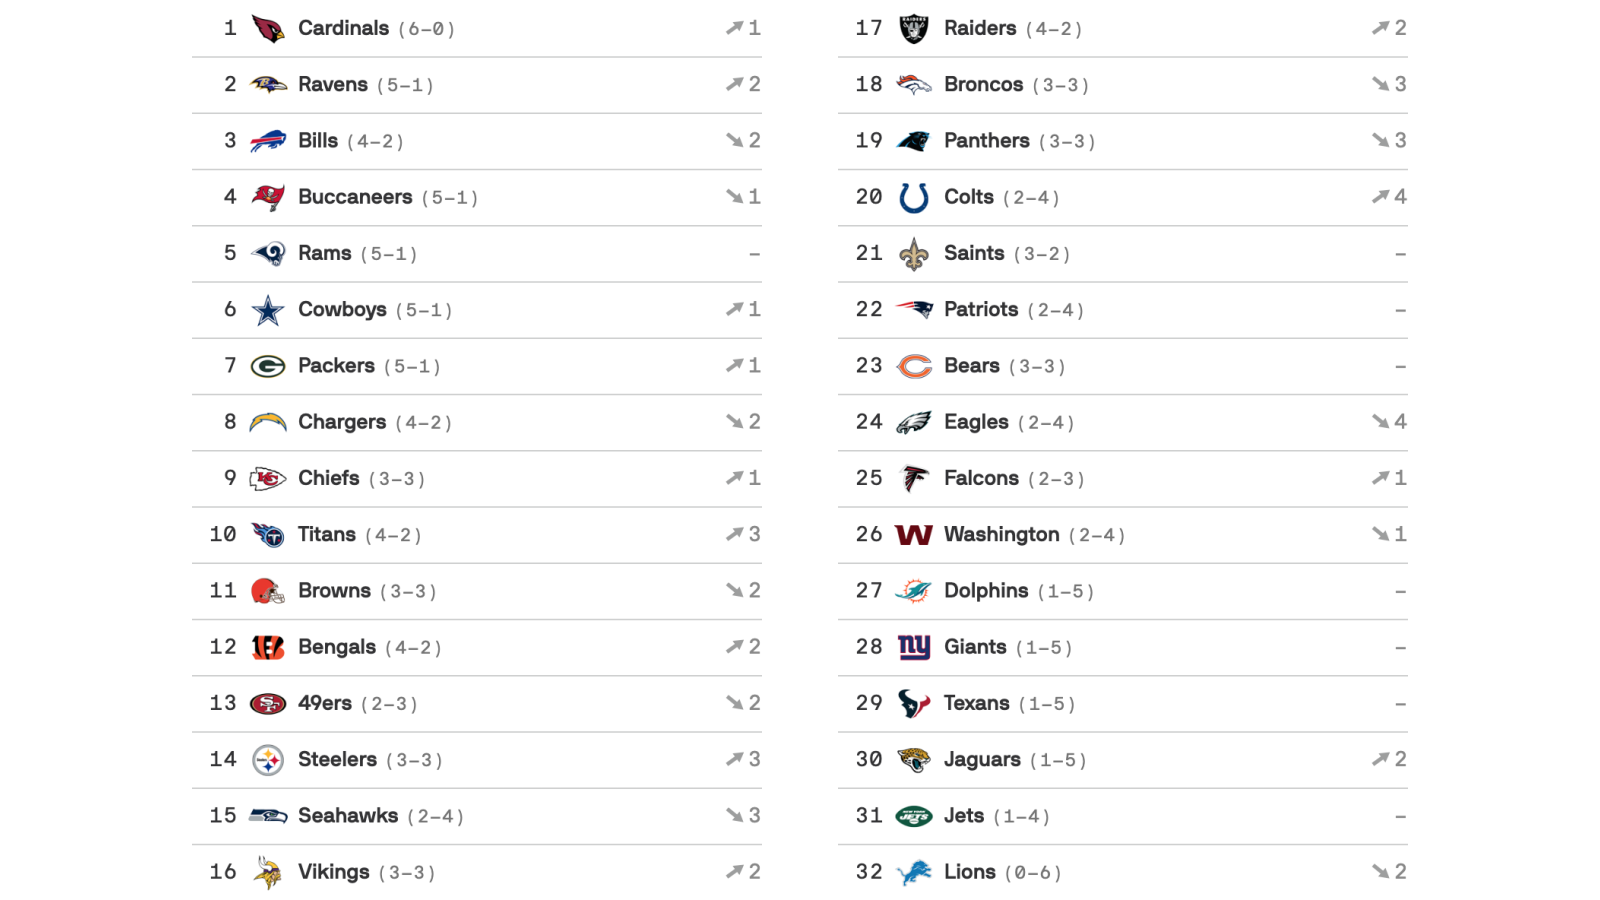 1 Cardinals (6–0) ↗ 1
2 Ravens (5–1) ↗ 2
3 Bills (4–2) ↘ 2
4 Buccaneers (5–1) ↘ 1
5 Rams (5–1) –
6 Cowboys (5–1) ↗ 1
7 Packers (5–1) ↗ 1
8 Chargers (4–2) ↘ 2
9 Chiefs (3–3) ↗ 1
10 Titans (4–2) ↗ 3
11 Browns (3–3) ↘ 2
12 Bengals (4–2) ↗ 2
13 49ers (2–3) ↘ 2
14 Steelers (3–3) ↗ 3
15 Seahawks (2–4) ↘ 3
16 Vikings (3–3) ↗ 2
17 RAIDERS Raiders (4–2) ↗ 2
18 Broncos (3–3) ↘ 3
19 Panthers (3–3) ↘ 3
20 Colts (2–4) ↗ 4
21 Saints (3–2) –
22 Patriots (2–4) –
23 Bears (3–3) –
24 Eagles (2–4) ↘ 4
25 Falcons (2–3) ↗ 1
26 W Washington (2–4) ↘ 1
27 Dolphins (1–5) –
28 ny Giants (1–5) –
29 Texans (1–5) –
30 Jaguars (1–5) ↗ 2
31 JETS Jets (1–4) –
32 Lions (0–6) ↘ 2